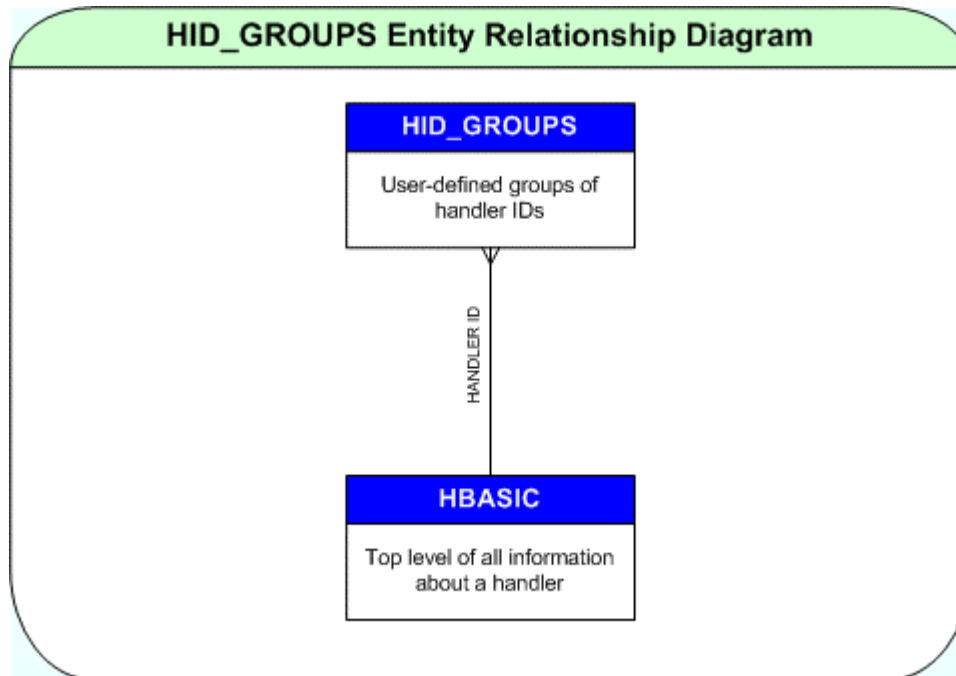 HID_GROUPS Entity Relationship Diagram
HID_GROUPS
User-defined groups of
handler IDs
HANDLER ID
HBASIC
Top level of all information
about a handler